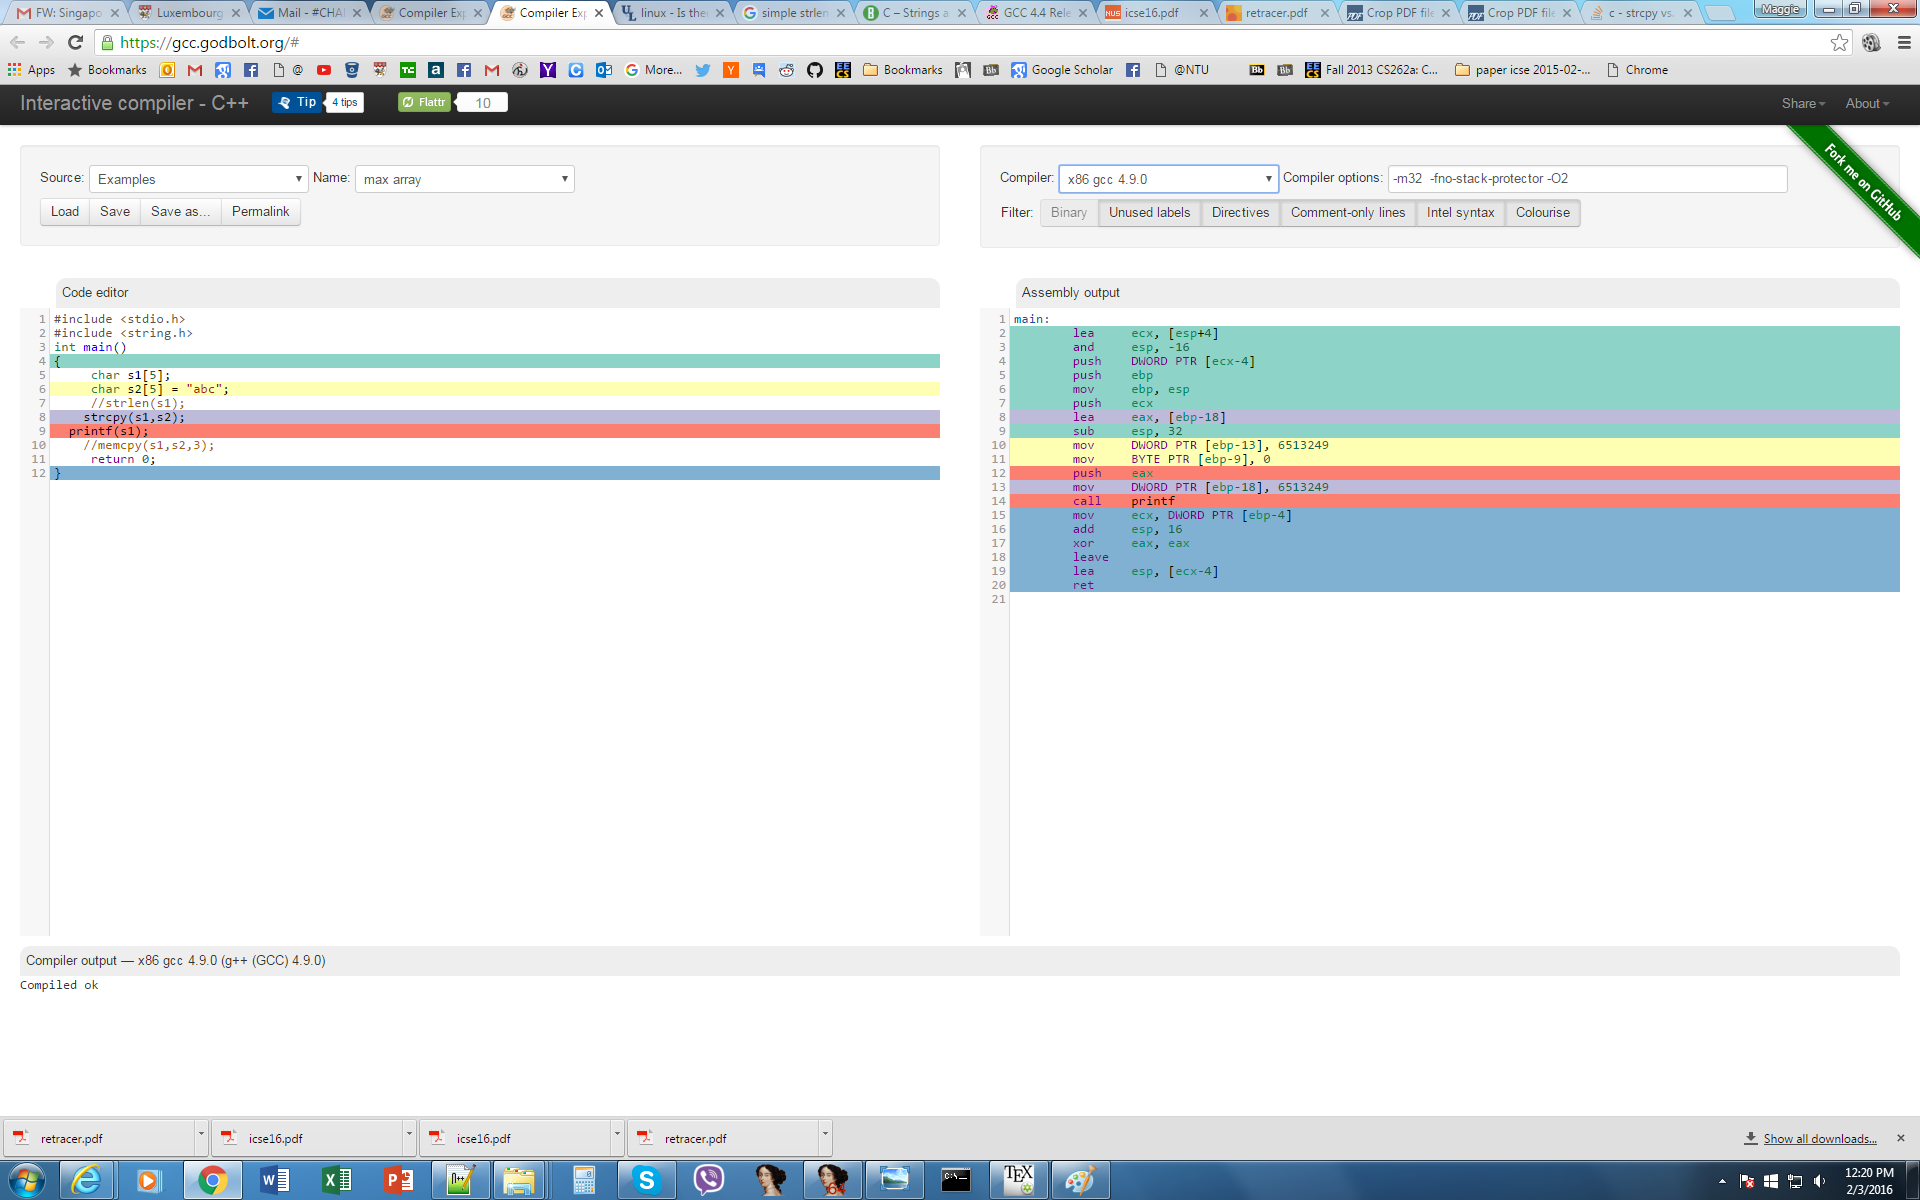 FW: Singapo
Luxembourg
Mail - #CHAI
Compiler Exp
Compiler Exp
linux - Is the
simple strlen
C – Strings a
GCC 4.4 Rele
icse16.pdf
retracer.pdf
Crop PDF file
Crop PDF file
c - strcpy vs.
Maggie
https://gcc.godbolt.org/#
Apps Bookmarks @ More... Bookmarks Google Scholar @NTU Fall 2013 CS262a: C... paper icse 2015-02-... Chrome
Interactive compiler - C++ Tip 4 tips Flattr 10 Share About
Fork me on GitHub
Source: Examples Name: max array
Load Save Save as... Permalink
Compiler: x86 gcc 4.9.0 Compiler options: -m32 -fno-stack-protector -O2
Filter: Binary Unused labels Directives Comment-only lines Intel syntax Colourise
Code editor
1 #include <stdio.h>
2 #include <string.h>
3 int main()
4 {
5 char s1[5];
6 char s2[5] = "abc";
7 //strlen(s1);
8 strcpy(s1,s2);
9 printf(s1);
10 //memcpy(s1,s2,3);
11 return 0;
12 }
Assembly output
1 main:
2 lea ecx, [esp+4]
3 and esp, -16
4 push DWORD PTR [ecx-4]
5 push ebp
6 mov ebp, esp
7 push ecx
8 lea eax, [ebp-18]
9 sub esp, 32
10 mov DWORD PTR [ebp-13], 6513249
11 mov BYTE PTR [ebp-9], 0
12 push eax
13 mov DWORD PTR [ebp-18], 6513249
14 call printf
15 mov ecx, DWORD PTR [ebp-4]
16 add esp, 16
17 xor eax, eax
18 leave
19 lea esp, [ecx-4]
20 ret
21
Compiler output — x86 gcc 4.9.0 (g++ (GCC) 4.9.0)
Compiled ok
retracer.pdf icse16.pdf icse16.pdf retracer.pdf Show all downloads...
12:20 PM
2/3/2016